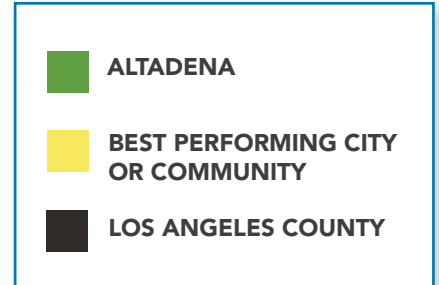 ALTADENA
BEST PERFORMING CITY
OR COMMUNITY
LOS ANGELES COUNTY